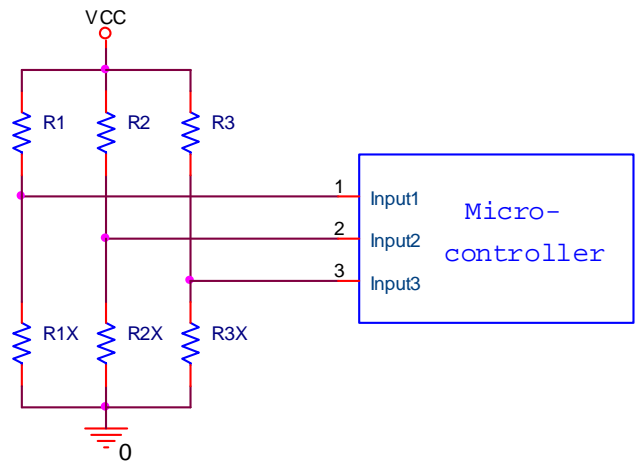 VCC
R1
R2
R3
1
Input1
2
Input2
3
Input3
Micro-
controller
R1X
R2X
R3X
0